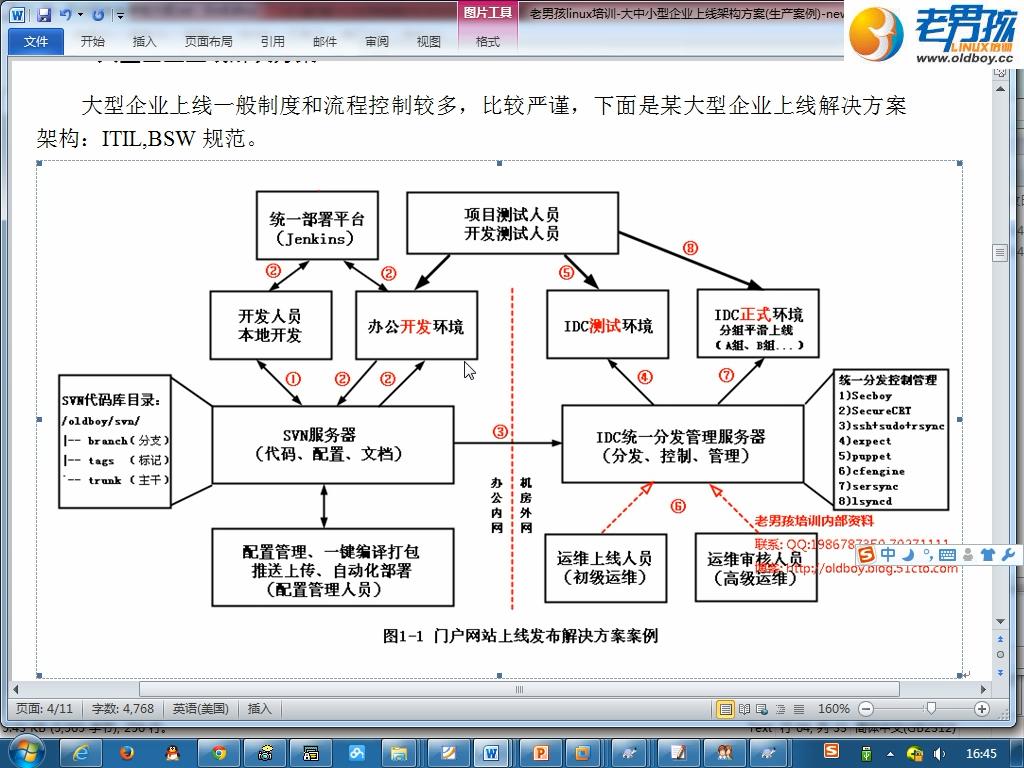 图片工具
老男孩linux培训-大中小型企业上线架构方案(生产案例)-new
老男孩
LINUX培训
www.oldboy.cc
文件 开始 插入 页面布局 引用 邮件 审阅 视图 格式
大型企业上线一般制度和流程控制较多，比较严谨，下面是某大型企业上线解决方案
架构：ITIL,BSW 规范。
统一部署平台
（Jenkins）
项目测试人员
开发测试人员
⑧
②
②
⑤
开发人员
本地开发
办公开发环境
IDC测试环境
IDC正式环境
分组平滑上线
（A组、B组...）
①
②
②
④
⑦
SVN代码库目录：
/oldboy/svn/
|-- branch(分支)
|-- tags （标记）
`-- trunk （主干）
SVN服务器
（代码、配置、文档）
③
IDC统一分发管理服务器
（分发、控制、管理）
统一分发控制管理
1)Secboy
2)SecureCRT
3)ssh+sudo+rsync
4)expect
5)puppet
6)cfengine
7)sersync
8)lsyncd
办公内网
机房外网
⑥
配置管理、一键编译打包
推送上传、自动化部署
（配置管理人员）
运维上线人员
（初级运维）
运维审核人员
（高级运维）
老男孩培训内部资料
联系: QQ:1986787350 70271111
博客: http://oldboy.blog.51cto.com
中
图1-1 门户网站上线发布解决方案案例
页面: 4/11 字数: 4,768 英语(美国) 插入 160%
16:45